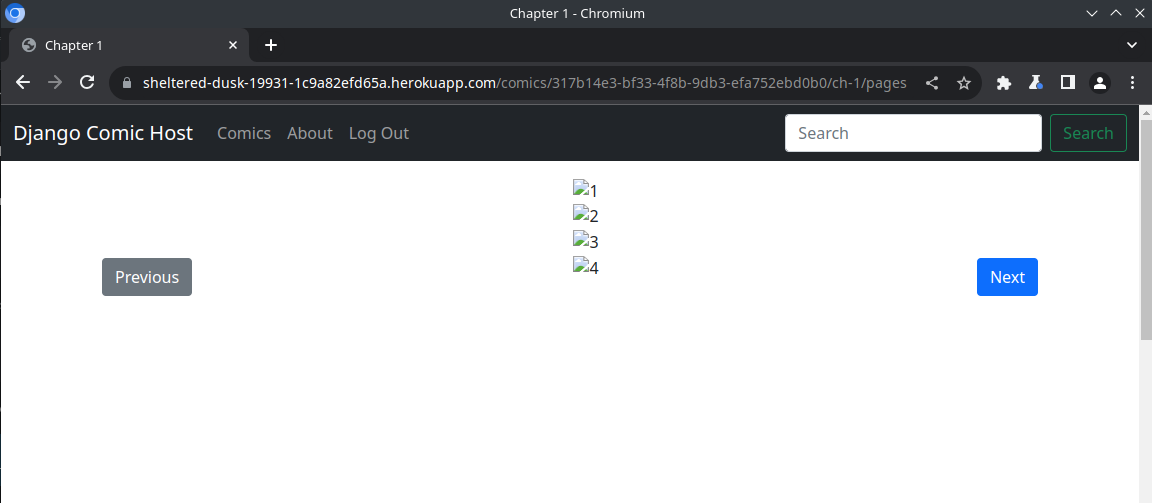 Chapter 1 - Chromium
Chapter 1
sheltered-dusk-19931-1c9a82efd65a.herokuapp.com/comics/317b14e3-bf33-4f8b-9db3-efa752ebd0b0/ch-1/pages
Django Comic Host Comics About Log Out Search Search
1
2
3
4
Previous Next